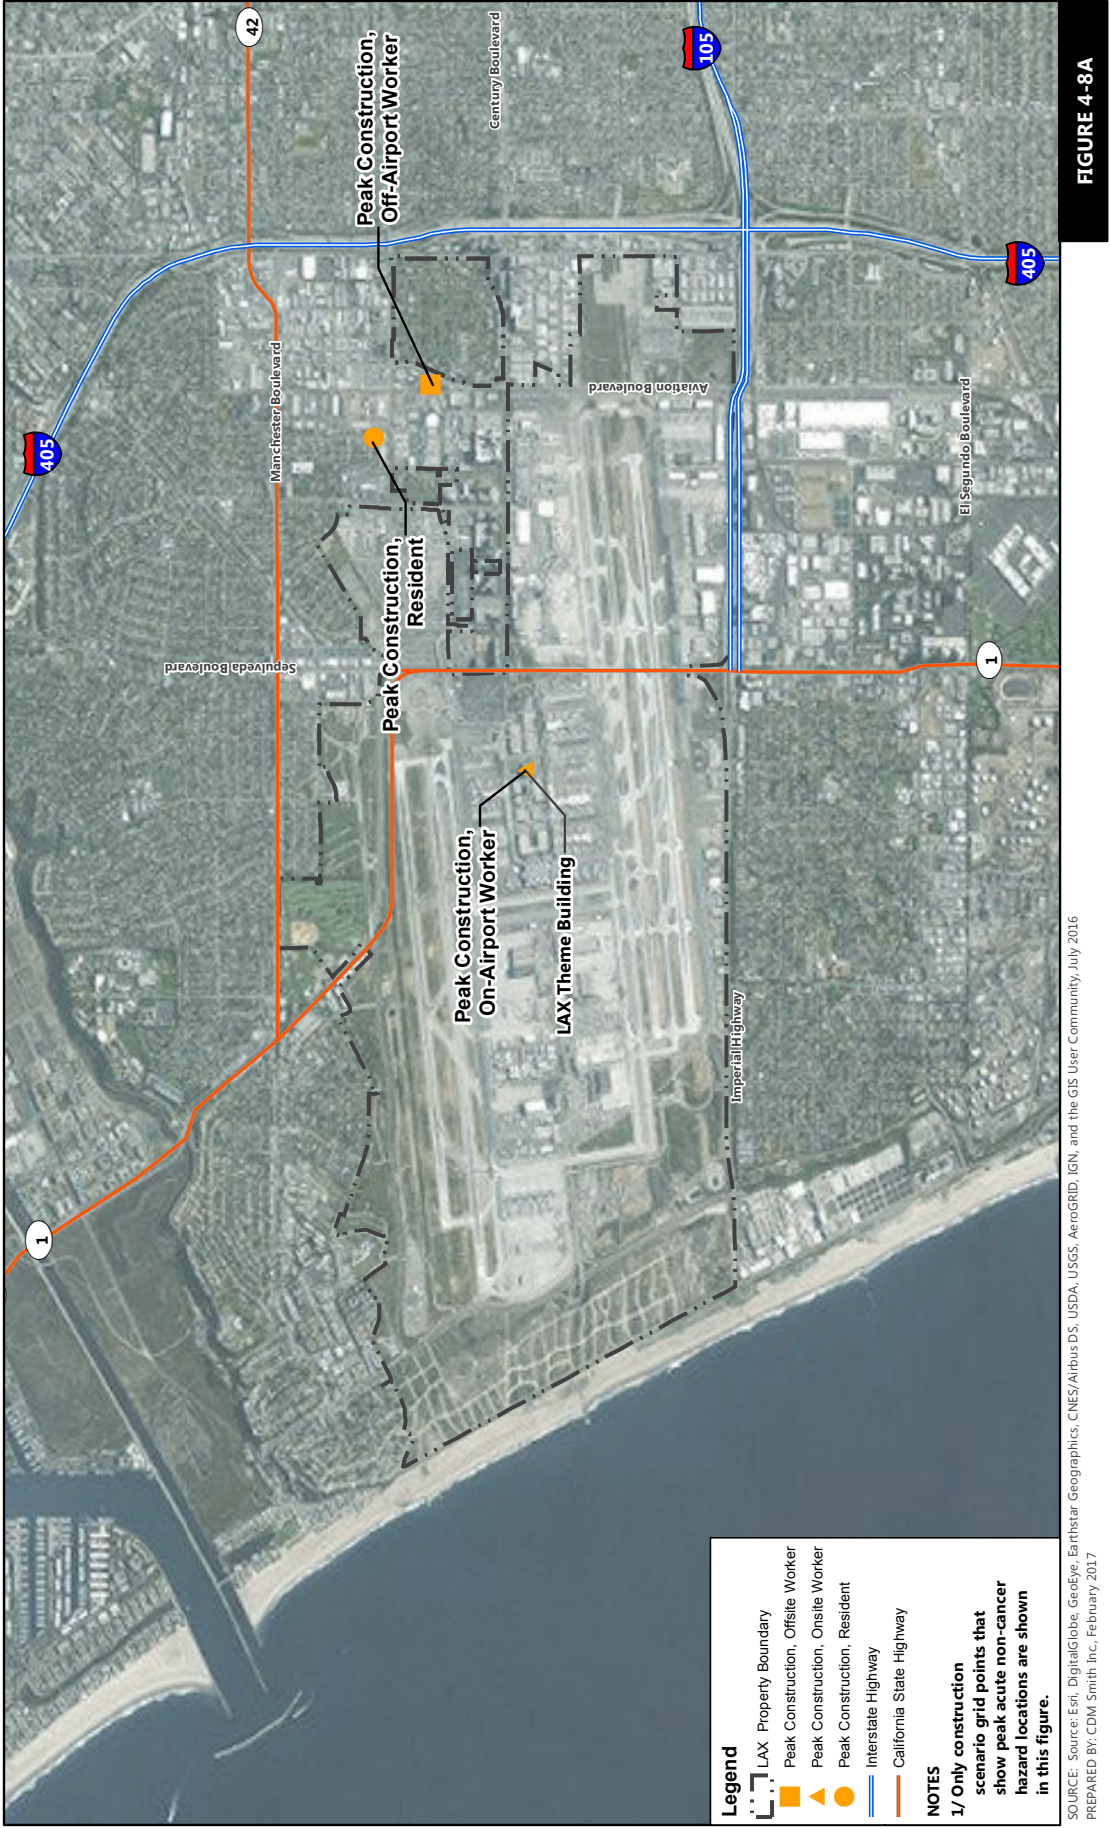 42
Peak Construction,
Off-Airport Worker
Century Boulevard
105
405
Manchester Boulevard
Aviation Boulevard
405
Peak Construction,
Resident
El Segundo Boulevard
Sepulveda Boulevard
1
Peak Construction,
On-Airport Worker
LAX Theme Building
Imperial Highway
1
Legend
LAX Property Boundary
Peak Construction, Offsite Worker
Peak Construction, Onsite Worker
Peak Construction, Resident
Interstate Highway
California State Highway
NOTES
1/ Only construction
scenario grid points that
show peak acute non-cancer
hazard locations are shown
in this figure.
SOURCE: Source: Esri, DigitalGlobe, GeoEye, Earthstar Geographics, CNES/Airbus DS, USDA, USGS, AeroGRID, IGN, and the GIS User Community, July 2016
PREPARED BY: CDM Smith Inc., February 2017
FIGURE 4-8A